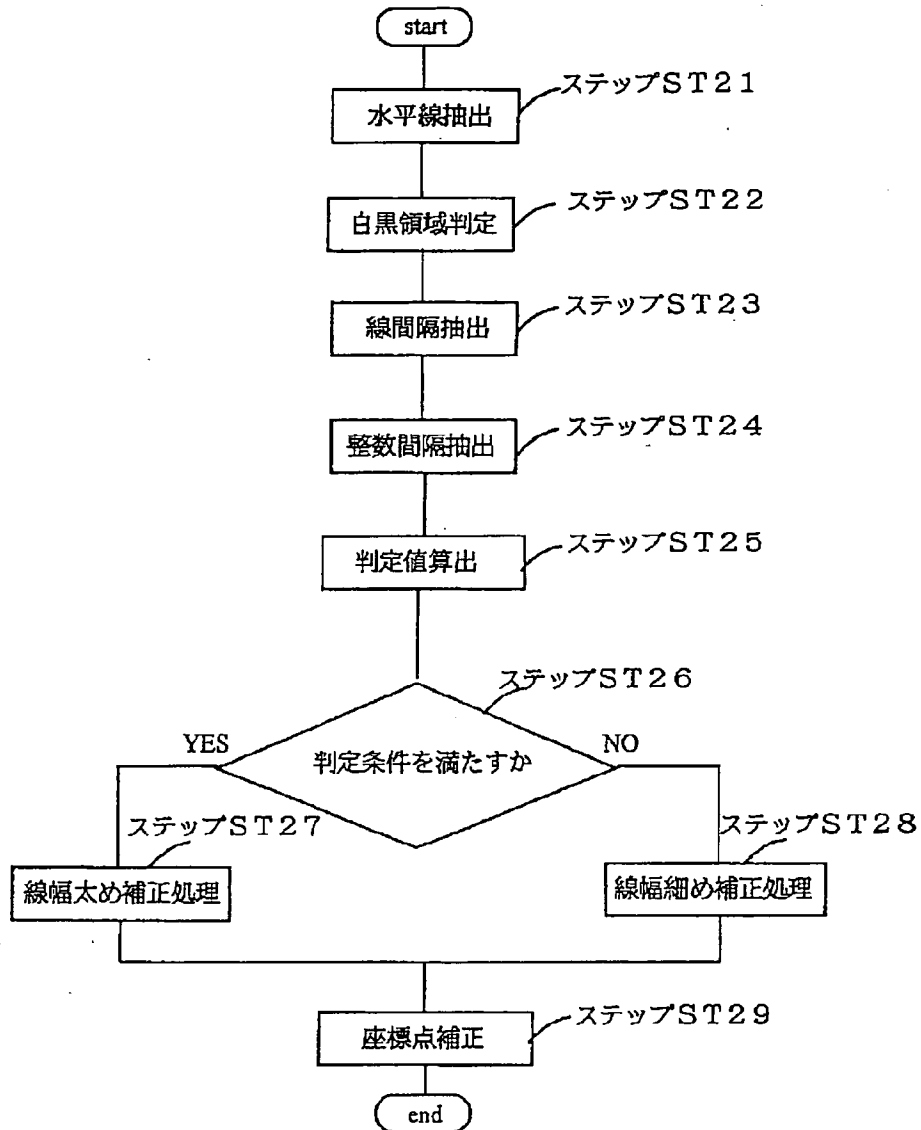 start
ステップST21
水平線抽出
ステップST22
白黒領域判定
ステップST23
線間隔抽出
ステップST24
整数間隔抽出
ステップST25
判定値算出
ステップST26
YES
NO
判定条件を満たすか
ステップST27
ステップST28
線幅太め補正処理
線幅細め補正処理
ステップST29
座標点補正
end